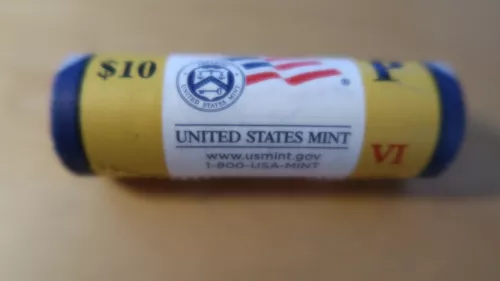 $10
UNITED STATES MINT
www.usmint.gov
1-800-USA-MINT
P
VI
®